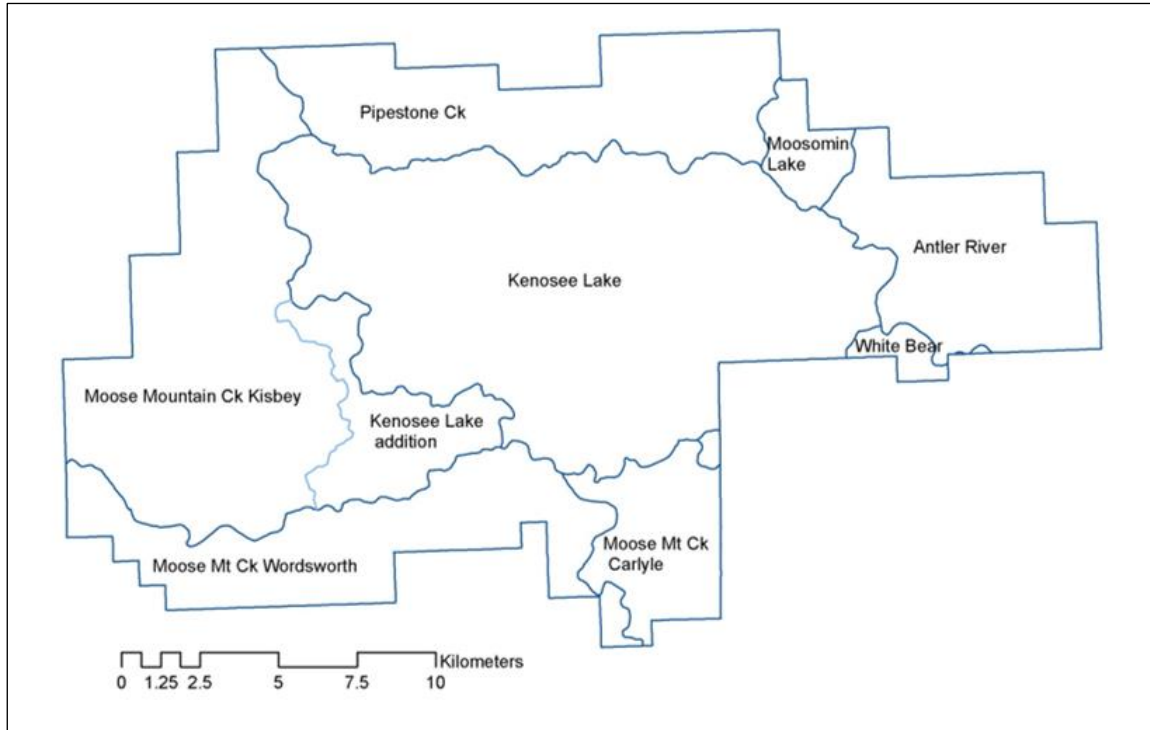 Pipestone Ck
Moosomin
Lake
Antler River
Kenosee Lake
White Bear
Moose Mountain Ck Kisbey
Kenosee Lake
addition
Moose Mt Ck
Carlyle
Moose Mt Ck Wordsworth
Kilometers
0 1.25 2.5 5 7.5 10